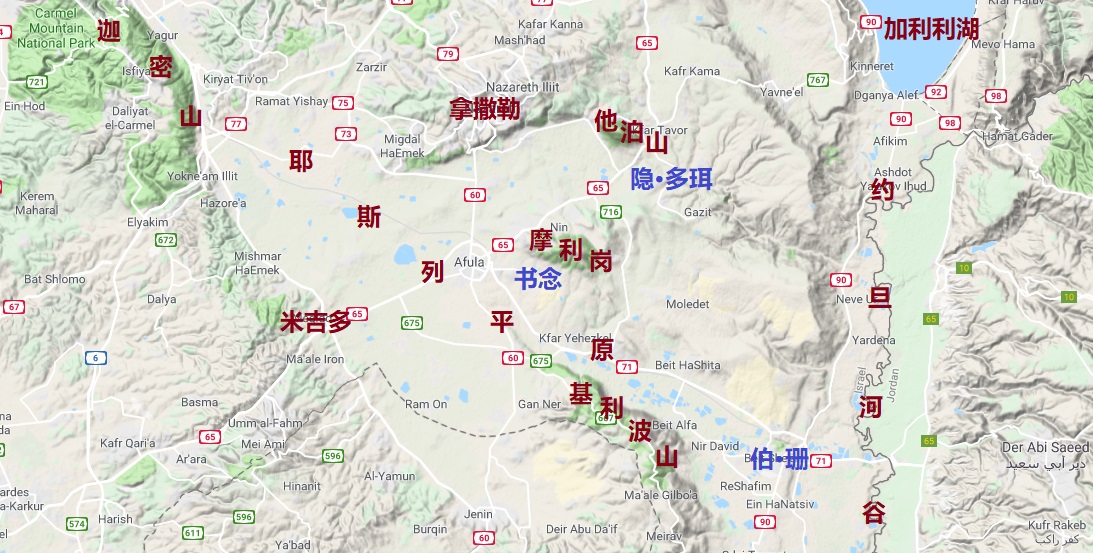 迦密山
加利利湖
拿撒勒
他泊山
隐•多珥
耶斯列平原
摩利岗
书念
米吉多
基利波山
伯•珊
约旦河谷
Carmel
Mountain
National Park
Yagur
Isfiya
Kiryat Tiv'on
Zarzir
Kafar Kanna
Mash'had
Nazareth Illit
Kafr Kama
Yavne'el
Kinneret
Mevo Hama
Ein Hod
Daliyat
el-Carmel
Ramat Yishay
Migdal
HaEmek
Dganya Alef
Afikim
Hamat Gader
Ashdot
Yokne'am Illit
Kerem
Maharal
Hazore'a
Elyakim
Gazit
Nin
Bat Shlomo
Mishmar
HaEmek
Afula
Dalya
Moledet
Yardena
Ma'ale Iron
Kfar Yehezkel
Beit HaShita
Israel
Jordan
Basma
Ram On
Gan Ner
Beit Alfa
Umm al-Fahm
Kafr Qari'a
Mei Ami
Ar'ara
Nir David
Der Abi Saeed
دير أبي سعيد
Al-Yamun
Hinanit
Ma'ale Gilboa
ReShafim
Ein HaNatsiv
Harish
Jenin
Burqin
Deir Abu Da'if
Meirav
Ya'bad
Kufr Rakeb
كفر راكب
721
77
75
73
79
65
767
90
92
98
90
98
60
65
716
65
672
67
65
675
6
90
10
10
65
60
675
71
667
65
596
71
65
574
596
611
60
90